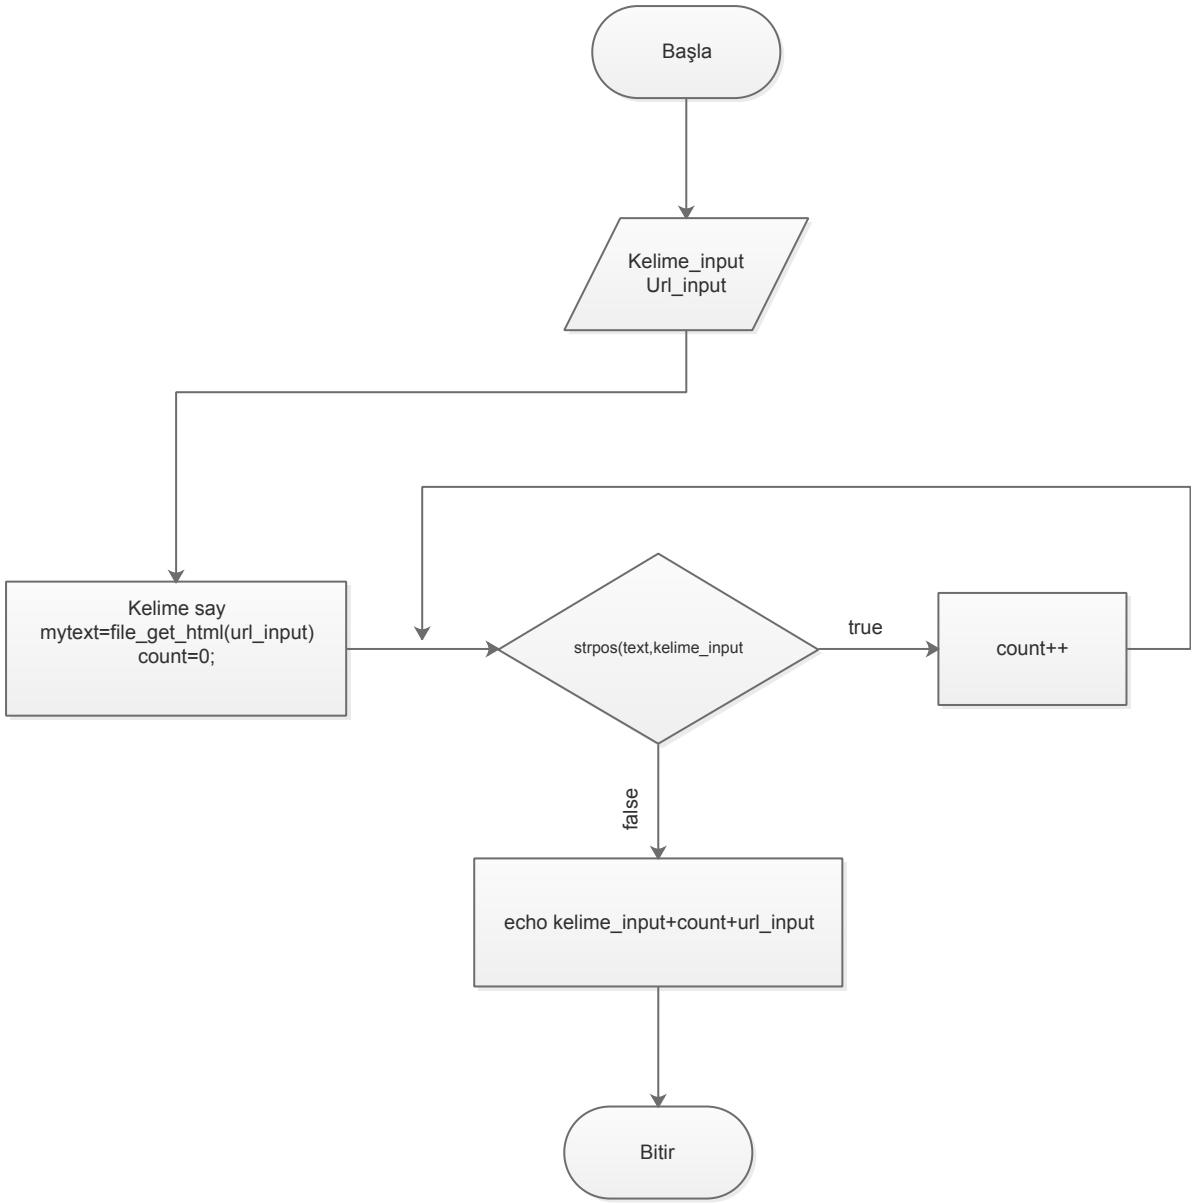 Başla
Kelime_input
Url_input
Kelime say
mytext=file_get_html(url_input)
count=0;
strpos(text,kelime_input
true
count++
false
echo kelime_input+count+url_input
Bitir